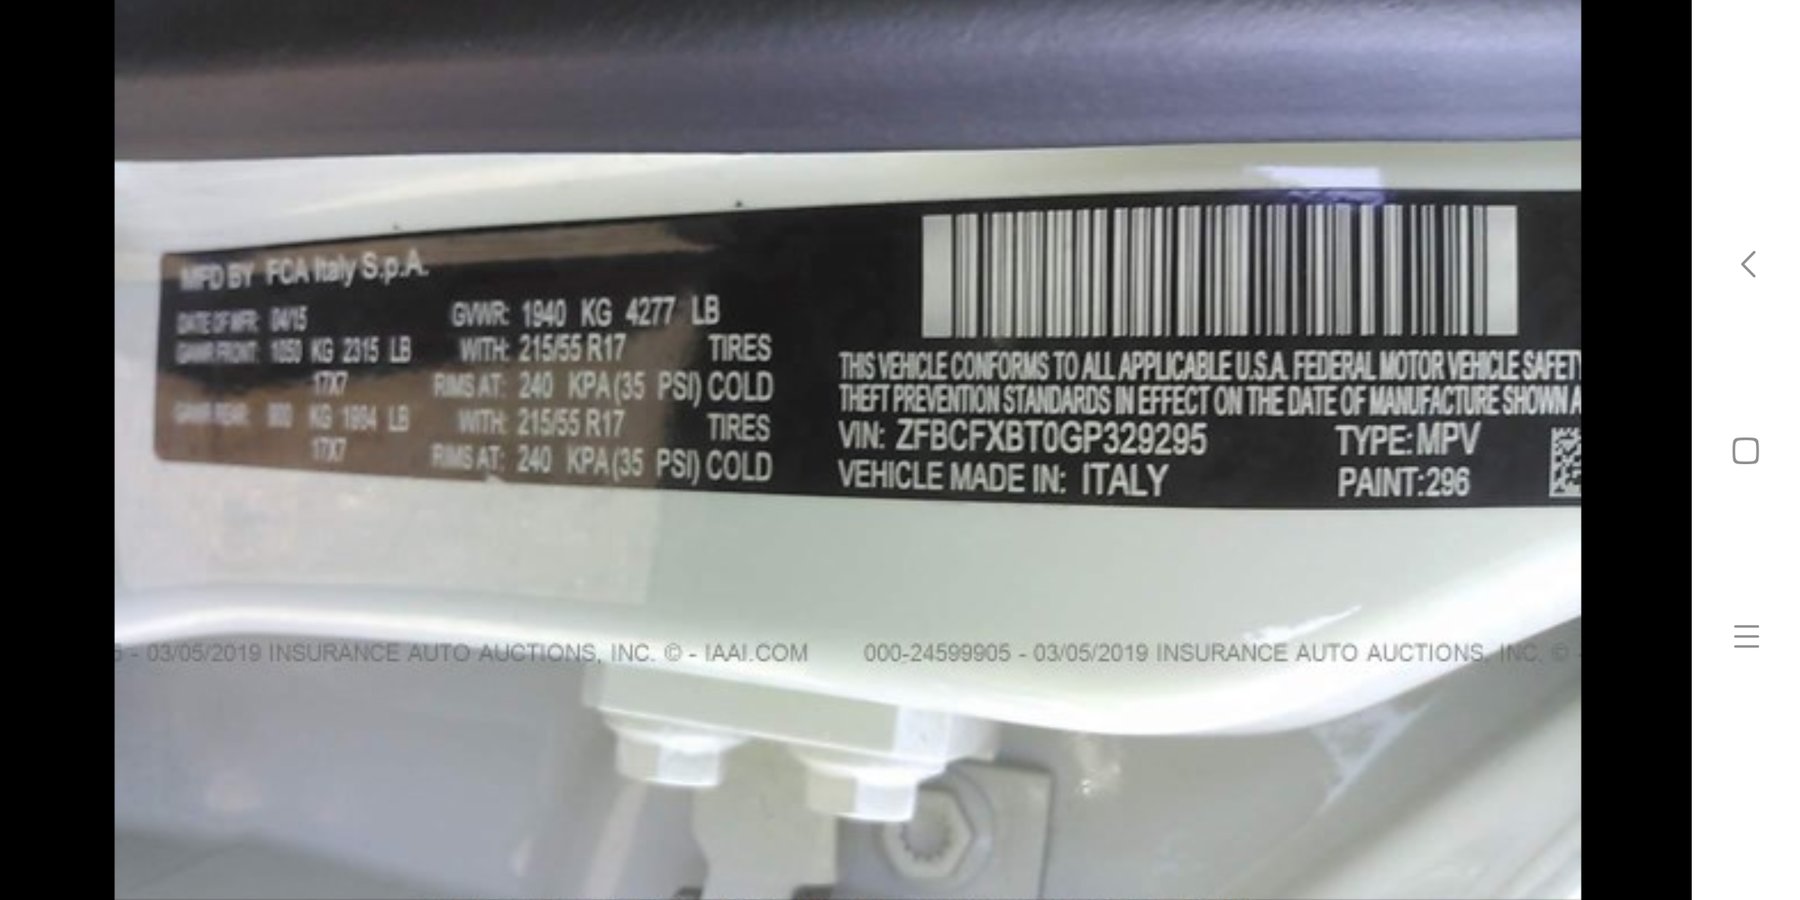 MFD BY FCA Italy S.p.A.
DATE OF MFR: 04/15 GVWR: 1940 KG 4277 LB
GAWR FRONT: 1050 KG 2315 LB WITH: 215/55 R17 TIRES
17X7 RIMS AT: 240 KPA (35 PSI) COLD
GAWR REAR: KG LB WITH: 215/55 R17 TIRES
17X7 RIMS AT: 240 KPA (35 PSI) COLD
THIS VEHICLE CONFORMS TO ALL APPLICABLE U.S.A. FEDERAL MOTOR VEHICLE SAFETY
THEFT PREVENTION STANDARDS IN EFFECT ON THE DATE OF MANUFACTURE SHOWN A
VIN: ZFBCFXBT0GP329295 TYPE: MPV
VEHICLE MADE IN: ITALY PAINT: 296
- 03/05/2019 INSURANCE AUTO AUCTIONS, INC. © - IAAI.COM 000-24599905 - 03/05/2019 INSURANCE AUTO AUCTIONS, INC. © -